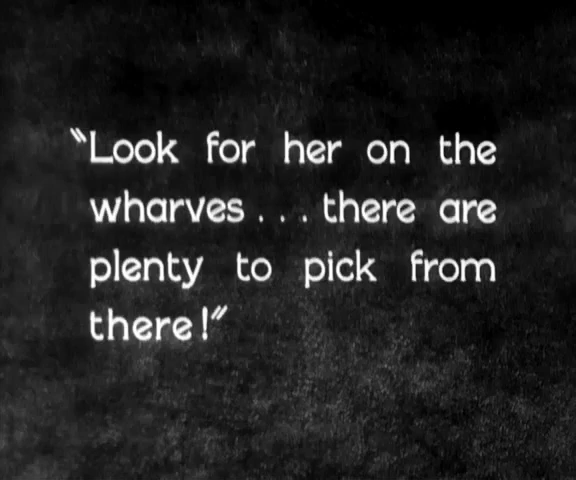 “Look for her on the
wharves . . . there are
plenty to pick from
there!”